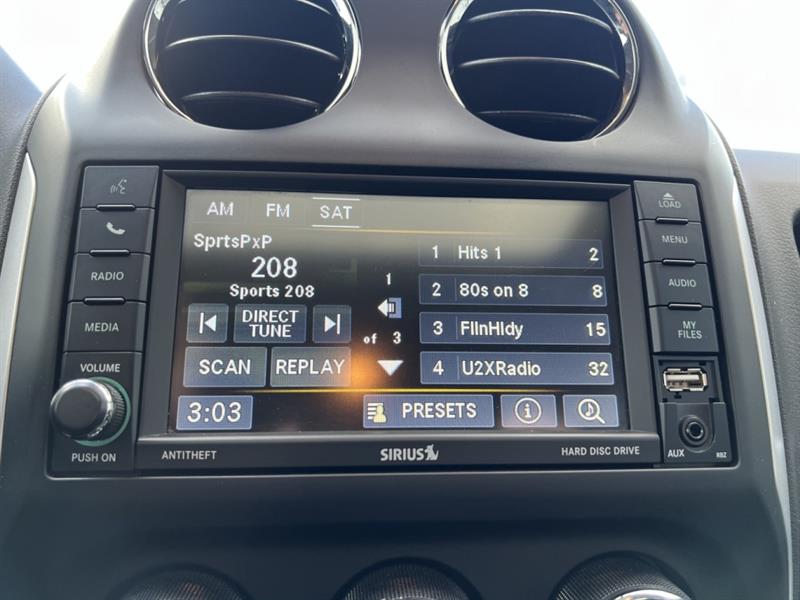 AM FM SAT
SprtsPxP
208
Sports 208
DIRECT
TUNE
SCAN REPLAY
3:03
1
of 3
1 Hits 1 2
2 80s on 8 8
3 FllnHldy 15
4 U2XRadio 32
PRESETS
RADIO
MEDIA
VOLUME
PUSH ON
LOAD
MENU
AUDIO
MY
FILES
AUX
RBZ
ANTITHEFT
SIRIUS
HARD DISC DRIVE